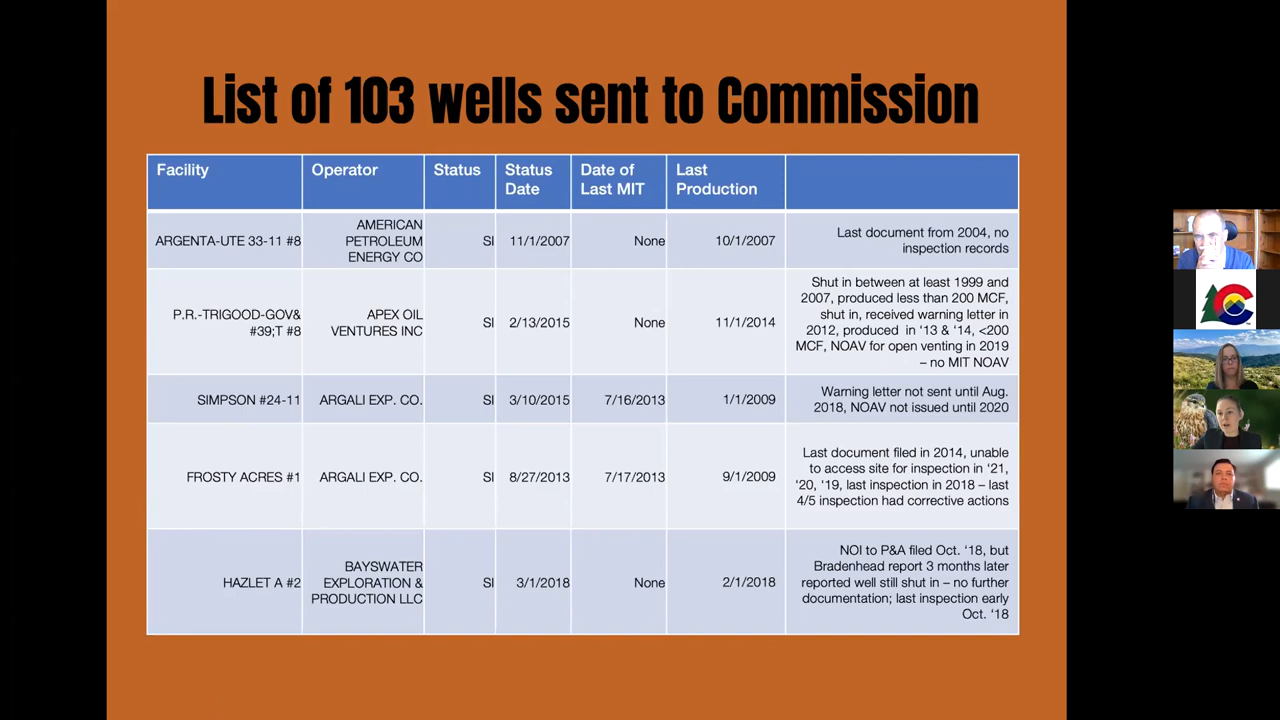 List of 103 wells sent to Commission
Facility
Operator
Status
Status
Date
Date of
Last MIT
Last
Production
ARGENTA-UTE 33-11 #8
AMERICAN
PETROLEUM
ENERGY CO
SI
11/1/2007
None
10/1/2007
Last document from 2004, no
inspection records
P.R.-TRIGOOD-GOV&
#39;T #8
APEX OIL
VENTURES INC
SI
2/13/2015
None
11/1/2014
Shut in between at least 1999 and
2007, produced less than 200 MCF,
shut in, received warning letter in
2012, produced in '13 & '14, <200
MCF, NOAV for open venting in 2019
– no MIT NOAV
SIMPSON #24-11
ARGALI EXP. CO.
SI
3/10/2015
7/16/2013
1/1/2009
Warning letter not sent until Aug.
2018, NOAV not issued until 2020
FROSTY ACRES #1
ARGALI EXP. CO.
SI
8/27/2013
7/17/2013
9/1/2009
Last document filed in 2014, unable
to access site for inspection in '21,
'20, '19, last inspection in 2018 – last
4/5 inspection had corrective actions
HAZLET A #2
BAYSWATER
EXPLORATION &
PRODUCTION LLC
SI
3/1/2018
None
2/1/2018
NOI to P&A filed Oct. '18, but
Bradenhead report 3 months later
reported well still shut in – no further
documentation; last inspection early
Oct. '18